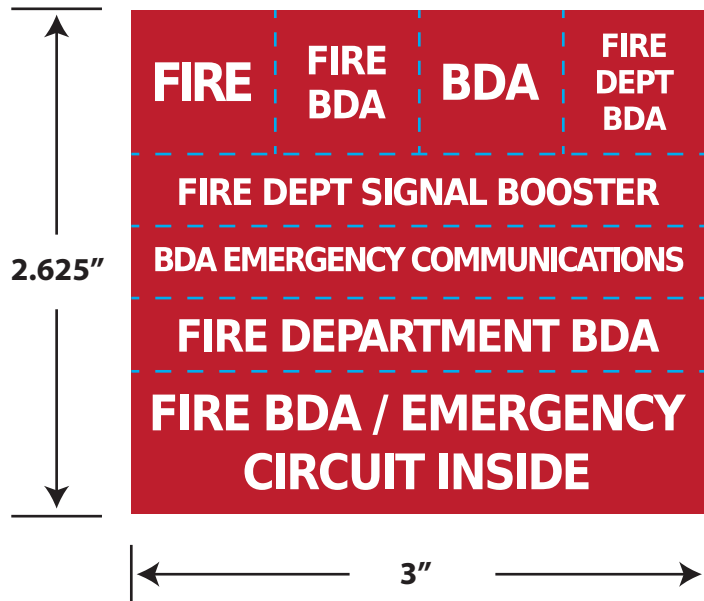 FIRE
FIRE
BDA
BDA
FIRE
DEPT
BDA
FIRE DEPT SIGNAL BOOSTER
BDA EMERGENCY COMMUNICATIONS
FIRE DEPARTMENT BDA
FIRE BDA / EMERGENCY
CIRCUIT INSIDE
2.625”
3”